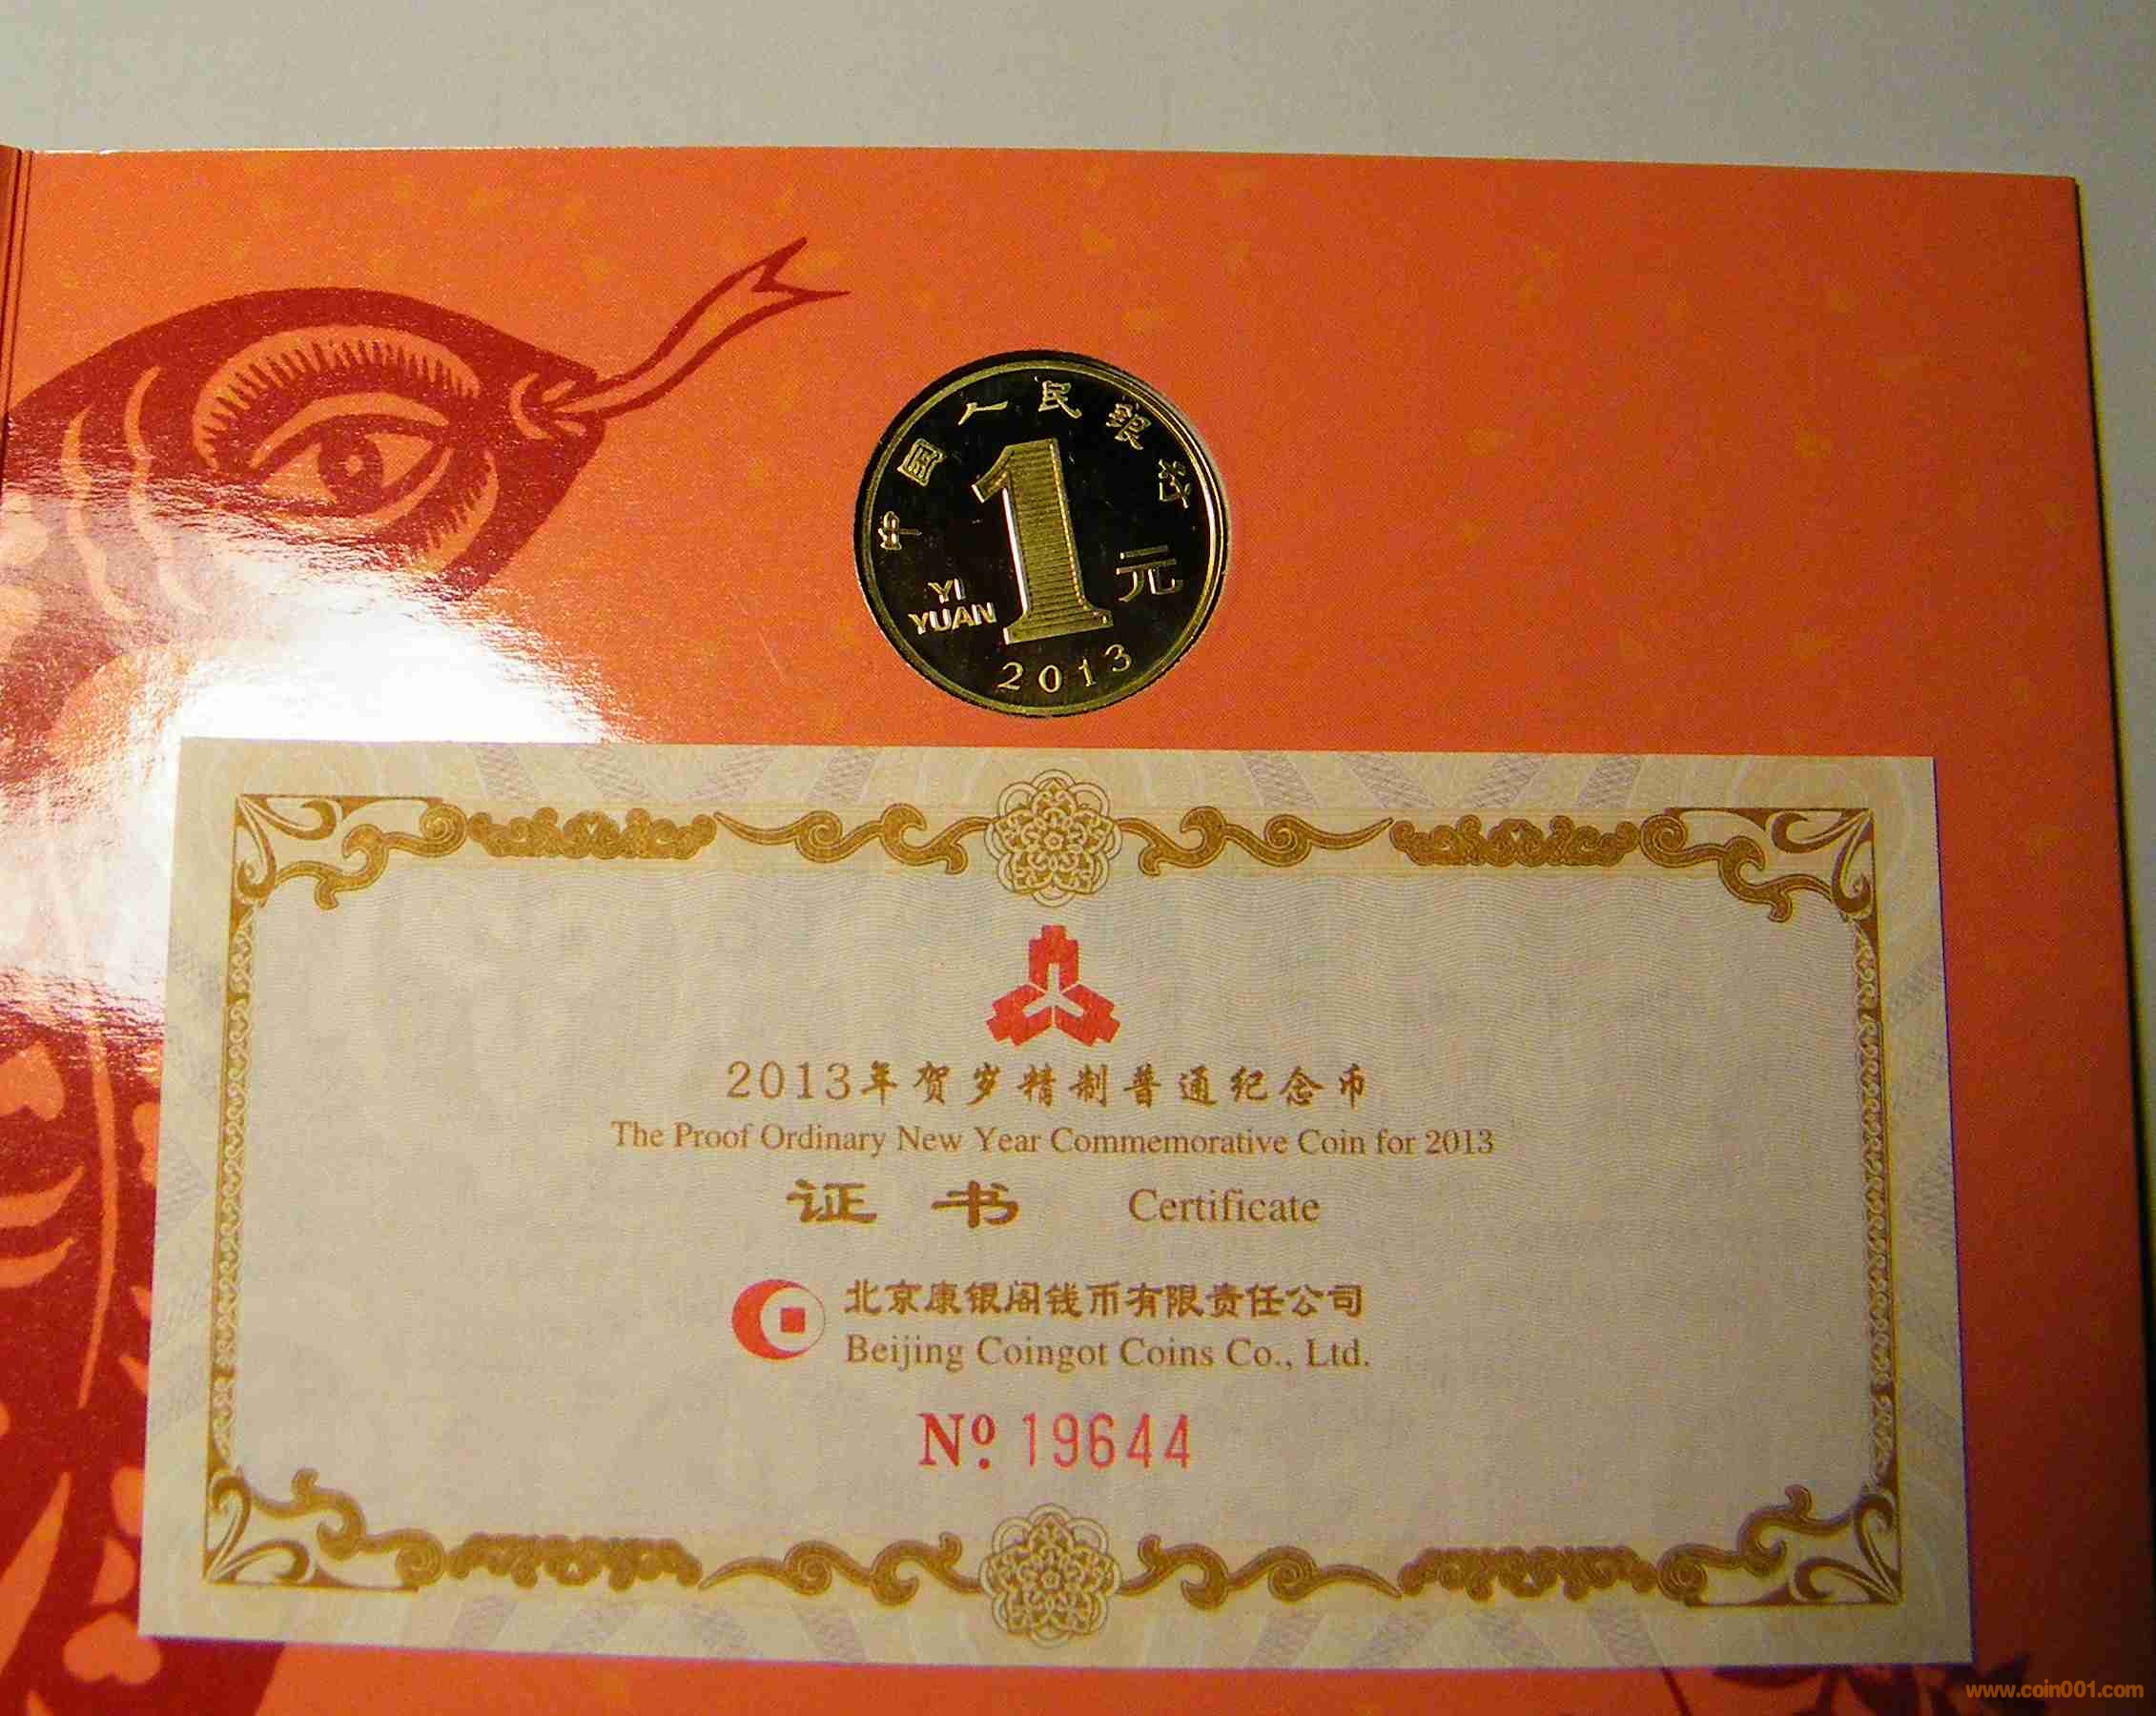 中国人民银行
1
元
YI
YUAN
2013
2013年贺岁精制普通纪念币
The Proof Ordinary New Year Commemorative Coin for 2013
证书 Certificate
北京康银阁钱币有限责任公司
Beijing Coingot Coins Co., Ltd.
Nº 19644
www.coin001.com